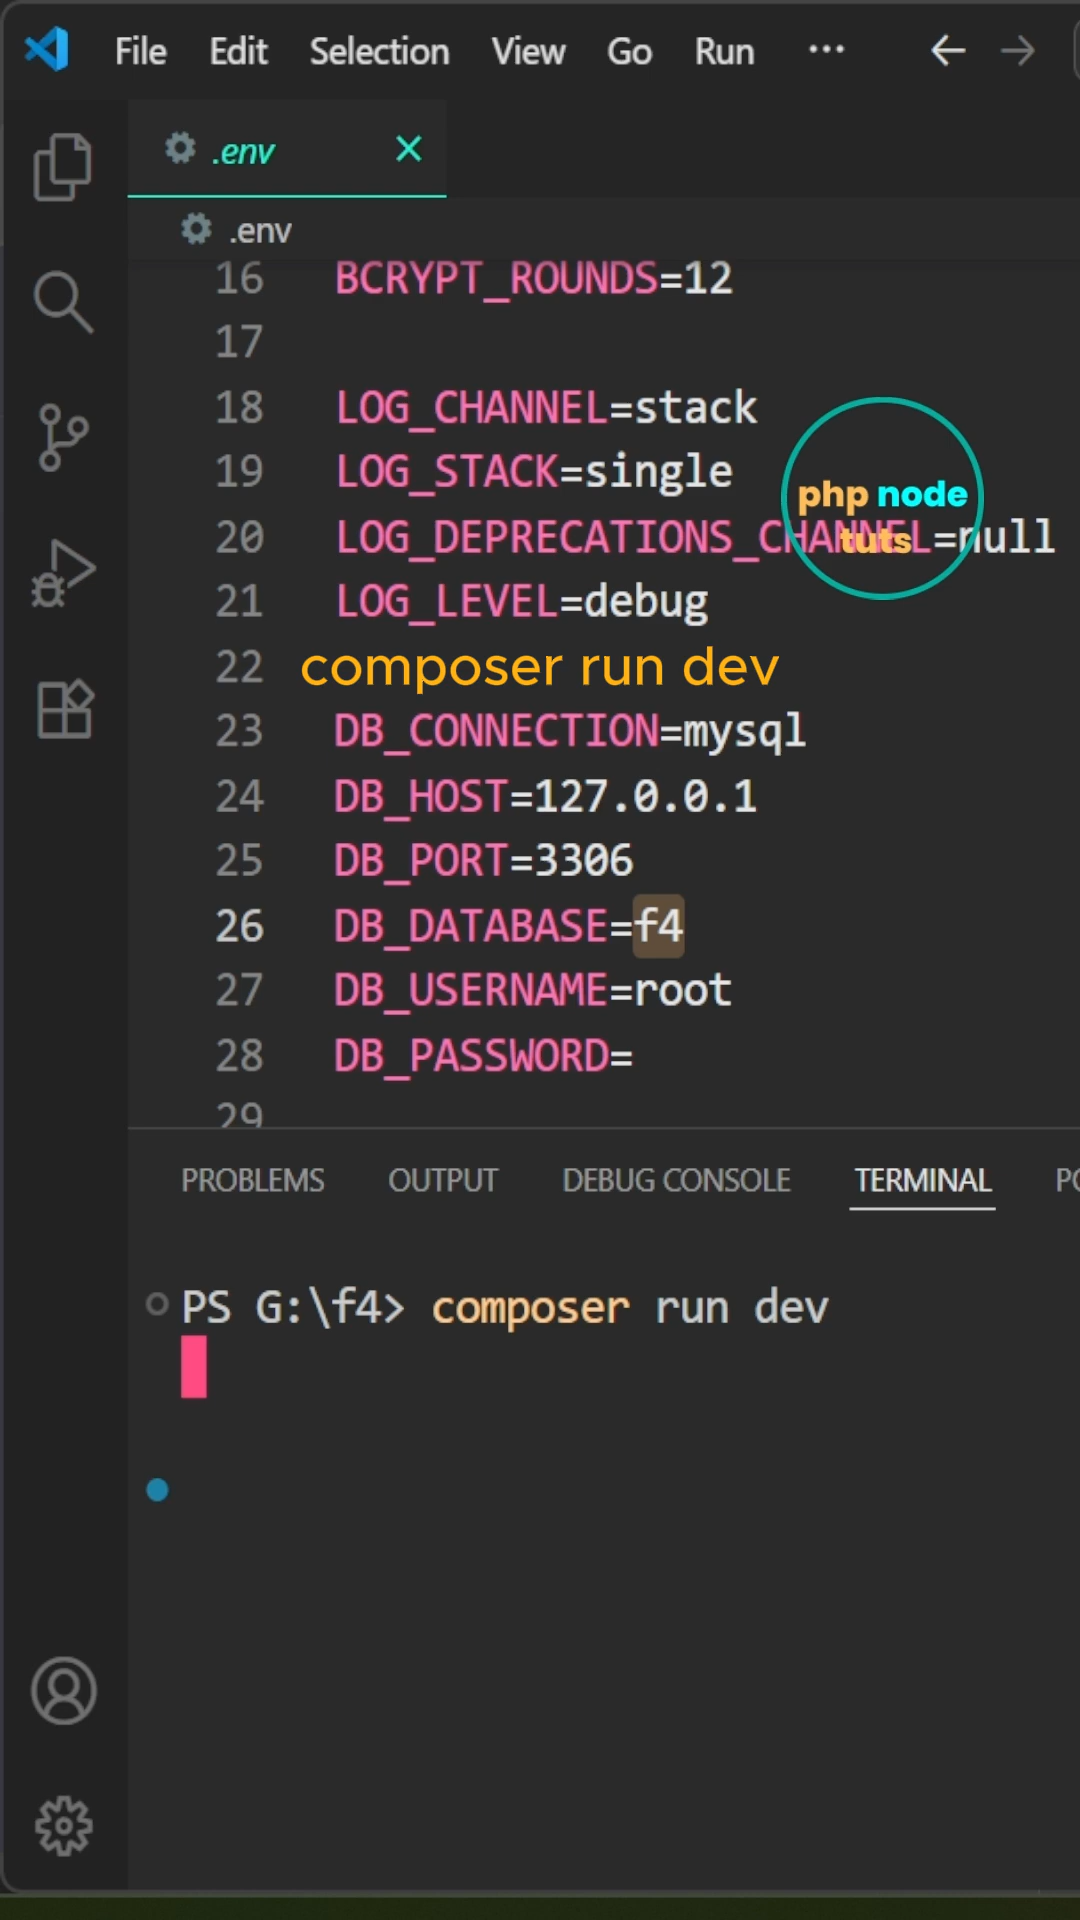 File Edit Selection View Go Run ...
.env
.env
16 BCRYPT_ROUNDS=12
17
18 LOG_CHANNEL=stack
19 LOG_STACK=single
php node
20 LOG_DEPRECATIONS_CHANNEL=null
tuts
21 LOG_LEVEL=debug
22 composer run dev
23 DB_CONNECTION=mysql
24 DB_HOST=127.0.0.1
25 DB_PORT=3306
26 DB_DATABASE=f4
27 DB_USERNAME=root
28 DB_PASSWORD=
29
PROBLEMS OUTPUT DEBUG CONSOLE TERMINAL
PS G:\f4> composer run dev